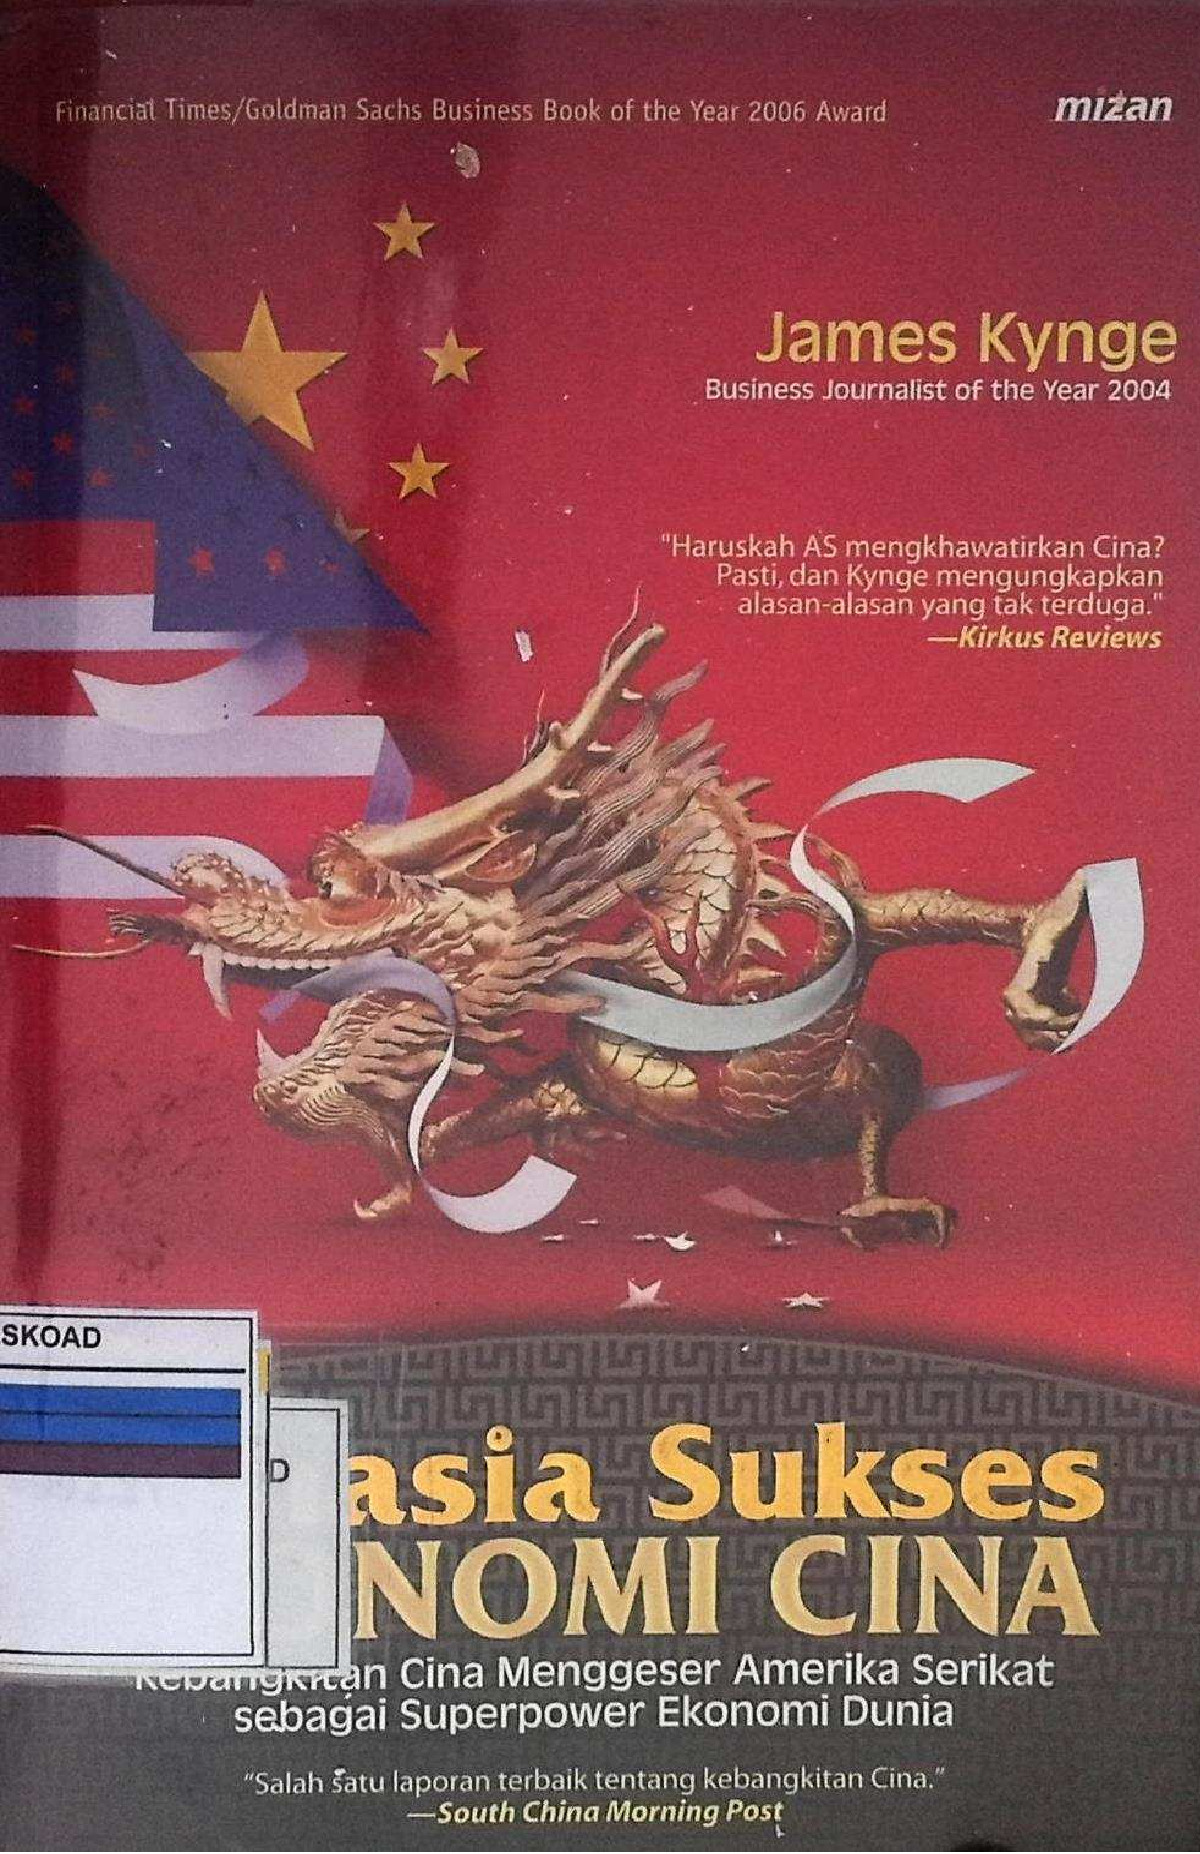 Financial Times/Goldman Sachs Business Book of the Year 2006 Award
mizan
James Kynge
Business Journalist of the Year 2004
"Haruskah AS mengkhawatirkan Cina?
Pasti, dan Kynge mengungkapkan
alasan-alasan yang tak terduga."
—Kirkus Reviews
SKOAD
D
asia Sukses
NOMI CINA
Kebangkitan Cina Menggeser Amerika Serikat
sebagai Superpower Ekonomi Dunia
“Salah satu laporan terbaik tentang kebangkitan Cina.”
—South China Morning Post